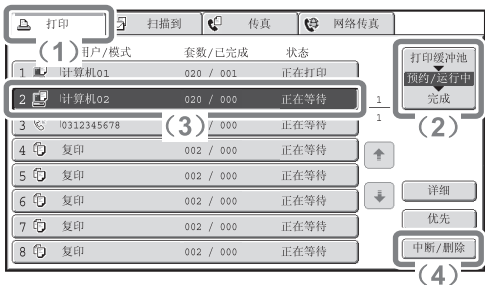 打印 扫描到 传真 网络传真
(1)
用户/模式 套数/已完成 状态
1 计算机01 020 / 001 正在打印
2 计算机02 020 / 000 正在等待
3 0312345678 002 / 000 正在等待
(3)
4 复印 002 / 000 正在等待
5 复印 002 / 000 正在等待
6 复印 002 / 000 正在等待
7 复印 002 / 000 正在等待
8 复印 002 / 000 正在等待
1
1
打印缓冲池
预约/运行中
完成
(2)
详细
优先
中断/删除
(4)